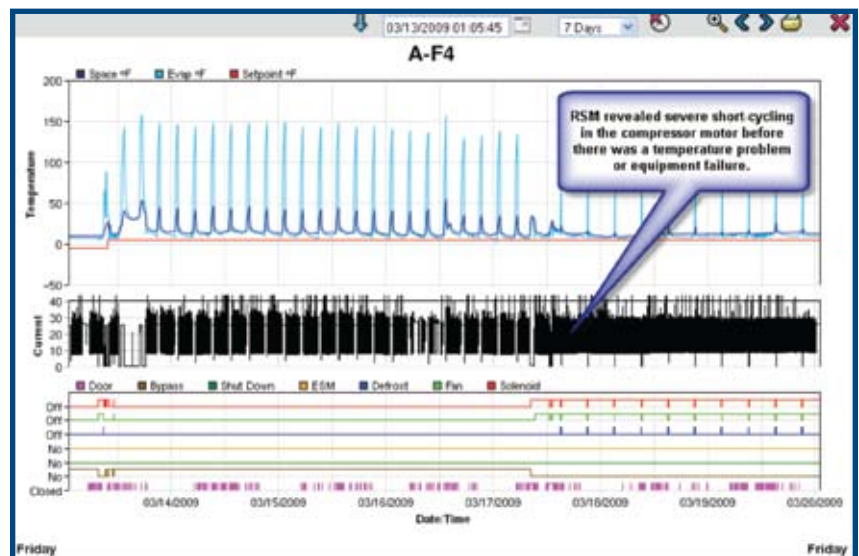 03/13/2009 01:05:45
7 Days
A-F4
Space ºF Evap ºF Setpoint ºF
200
150
100
50
0
-50
Temperature
RSM revealed severe short cycling
in the compressor motor before
there was a temperature problem
or equipment failure.
40
30
20
10
0
Current
Door Bypass Shut Down ESM Defrost Fan Solenoid
Off
Off
Off
No
No
No
Closed
03/14/2009 03/15/2009 03/16/2009 03/17/2009 03/18/2009 03/19/2009 03/20/2009
Date/Time
Friday Friday